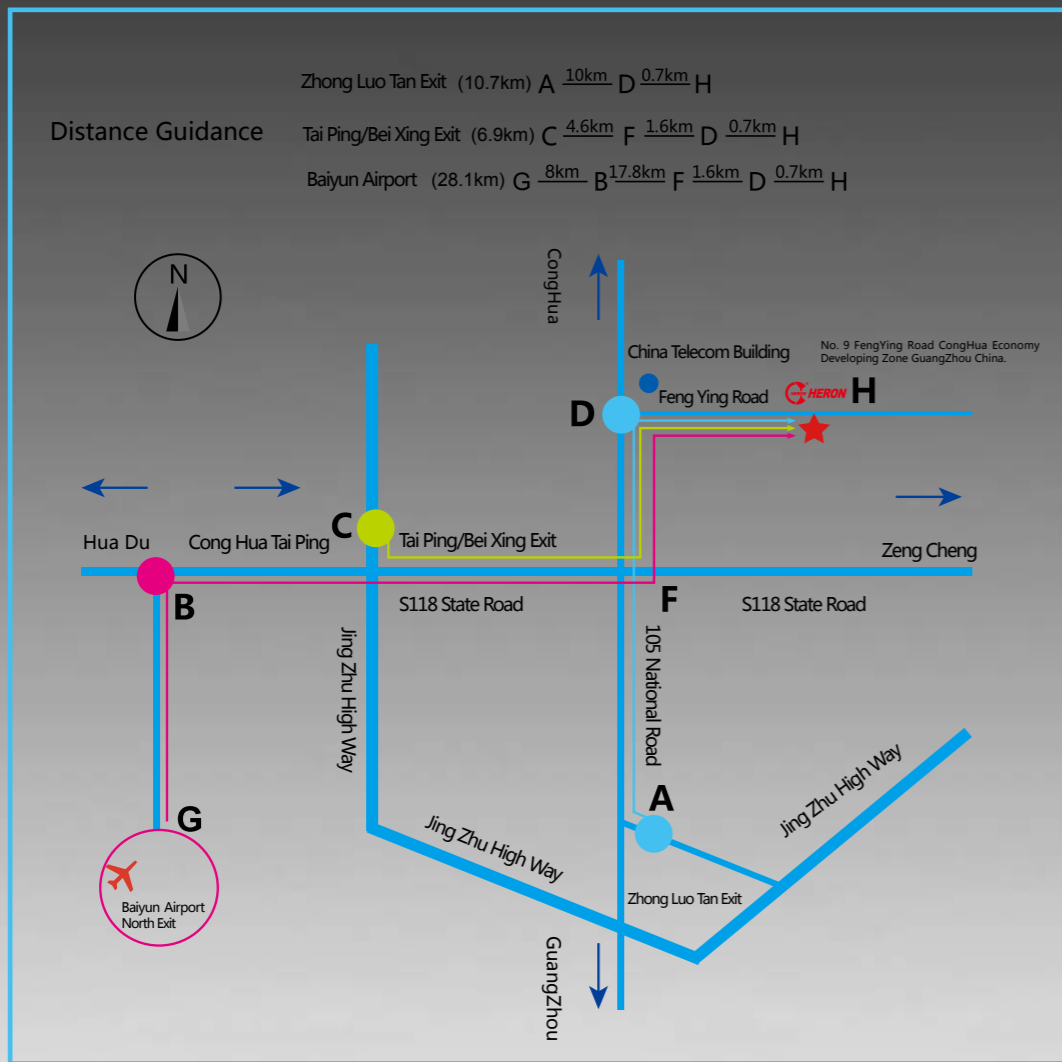 Zhong Luo Tan Exit (10.7km) A 10km D 0.7km H
Distance Guidance
Tai Ping/Bei Xing Exit (6.9km) C 4.6km F 1.6km D 0.7km H
Baiyun Airport (28.1km) G 8km B 17.8km F 1.6km D 0.7km H
N
CongHua
China Telecom Building
No. 9 FengYing Road CongHua Economy
Developing Zone GuangZhou China.
Feng Ying Road
HERON
H
D
C
Hua Du
Cong Hua Tai Ping
Tai Ping/Bei Xing Exit
Zeng Cheng
B
S118 State Road
F
S118 State Road
Jing Zhu High Way
105 National Road
A
Jing Zhu High Way
G
Jing Zhu High Way
Baiyun Airport
North Exit
Zhong Luo Tan Exit
GuangZhou